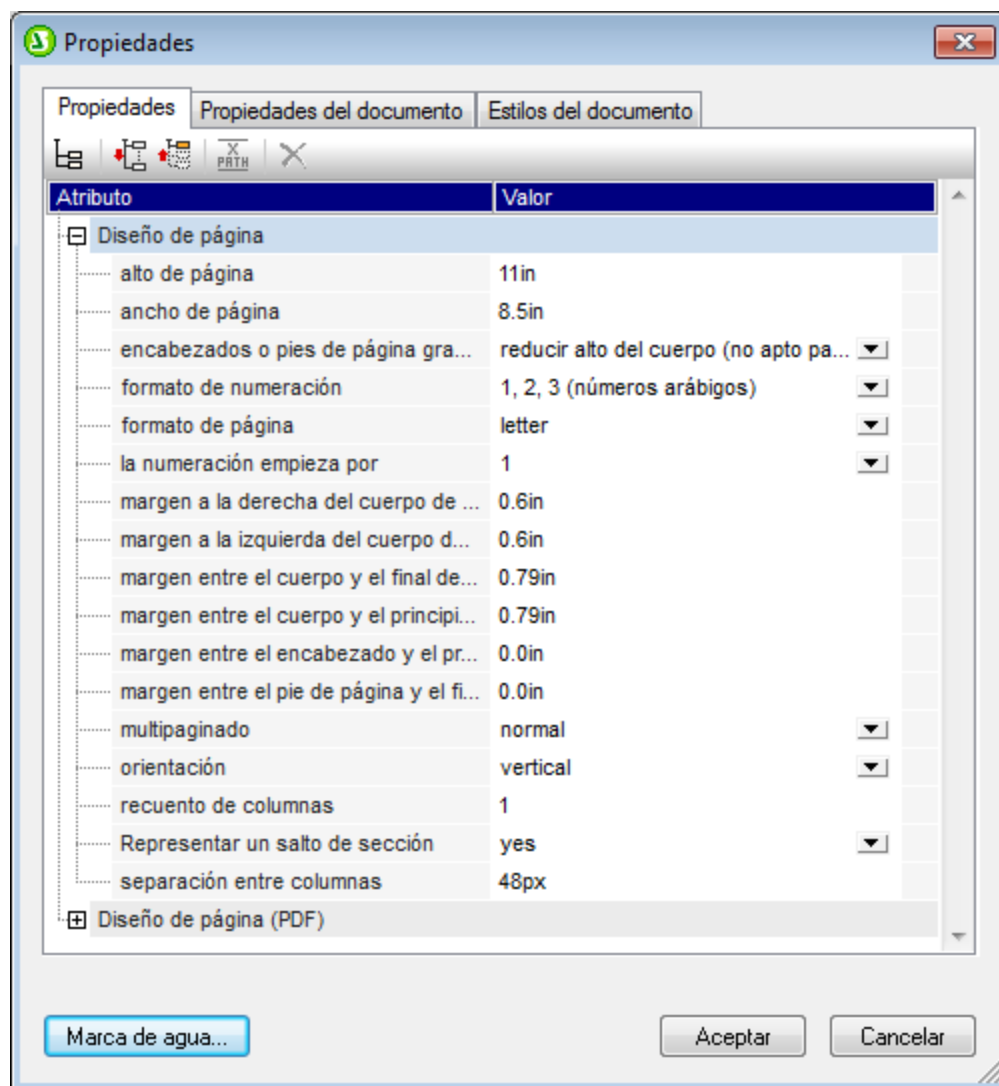 Propiedades
Propiedades Propiedades del documento Estilos del documento
X PATH
Atributo Valor
Diseño de página
alto de página 11in
ancho de página 8.5in
encabezados o pies de página gra... reducir alto del cuerpo (no apto pa...
formato de numeración 1, 2, 3 (números arábigos)
formato de página letter
la numeración empieza por 1
margen a la derecha del cuerpo de ... 0.6in
margen a la izquierda del cuerpo d... 0.6in
margen entre el cuerpo y el final de... 0.79in
margen entre el cuerpo y el principi... 0.79in
margen entre el encabezado y el pr... 0.0in
margen entre el pie de página y el fi... 0.0in
multipaginado normal
orientación vertical
recuento de columnas 1
Representar un salto de sección yes
separación entre columnas 48px
Diseño de página (PDF)
Marca de agua... Aceptar Cancelar